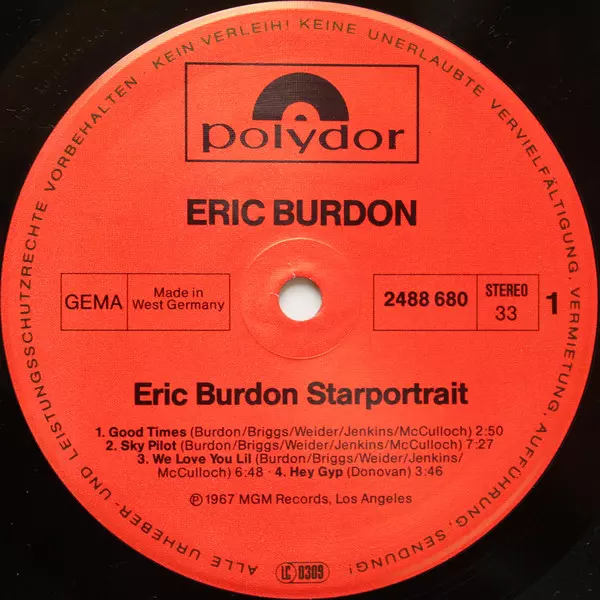 ALLE URHEBER- UND LEISTUNGSSCHUTZRECHTE VORBEHALTEN · KEIN VERLEIH! KEINE UNERLAUBTE VERVIELFÄLTIGUNG, VERMIETUNG, AUFFÜHRUNG, SENDUNG!
polydor
ERIC BURDON
GEMA
Made in
West Germany
2488 680
STEREO
33
1
Eric Burdon Starportrait
1. Good Times (Burdon/Briggs/Weider/Jenkins/McCulloch) 2:50
2. Sky Pilot (Burdon/Briggs/Weider/Jenkins/McCulloch) 7:27
3. We Love You Lil (Burdon/Briggs/Weider/Jenkins/
McCulloch) 6:48 · 4. Hey Gyp (Donovan) 3:46
℗ 1967 MGM Records, Los Angeles
LC 0309